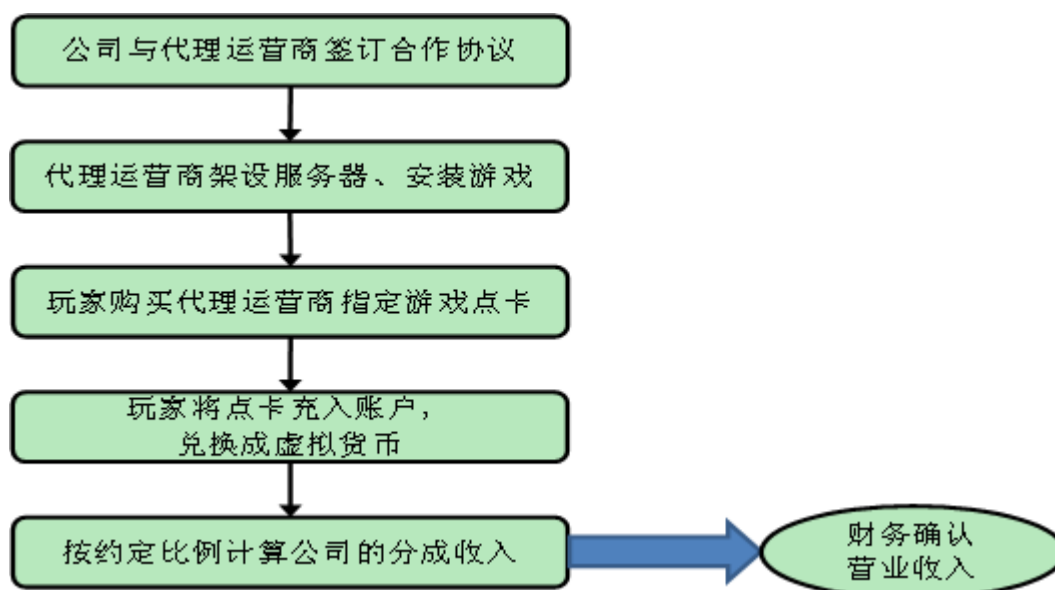 公司与代理运营商签订合作协议
代理运营商架设服务器、安装游戏
玩家购买代理运营商指定游戏点卡
玩家将点卡充入账户，
兑换成虚拟货币
按约定比例计算公司的分成收入
财务确认
营业收入